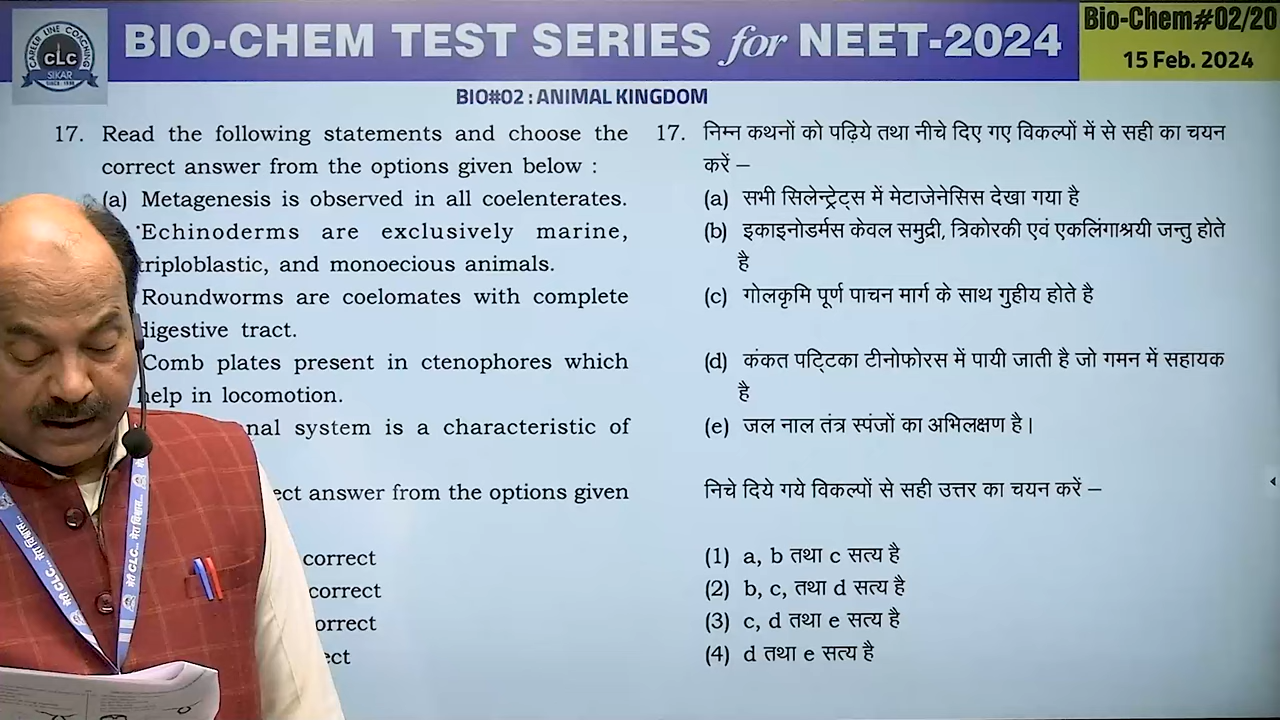 CAREER LINE COACHING
CLC
SIKAR
BIO-CHEM TEST SERIES for NEET-2024
Bio-Chem#02/20
15 Feb. 2024
BIO#02 : ANIMAL KINGDOM
17. Read the following statements and choose the
correct answer from the options given below :
(a) Metagenesis is observed in all coelenterates.
Echinoderms are exclusively marine,
triploblastic, and monoecious animals.
Roundworms are coelomates with complete
digestive tract.
Comb plates present in ctenophores which
help in locomotion.
nal system is a characteristic of
ect answer from the options given
correct
correct
orrect
ect
17. निम्न कथनों को पढ़िये तथा नीचे दिए गए विकल्पों में से सही का चयन
करें –
(a) सभी सिलेन्ट्रेट्स में मेटाजेनेसिस देखा गया है
(b) इकाइनोडर्मस केवल समुद्री, त्रिकोरकी एवं एकलिंगाश्रयी जन्तु होते
है
(c) गोलकृमि पूर्ण पाचन मार्ग के साथ गुहीय होते है
(d) कंकत पट्टिका टीनोफोरस में पायी जाती है जो गमन में सहायक
है
(e) जल नाल तंत्र स्पंजों का अभिलक्षण है।
निचे दिये गये विकल्पों से सही उत्तर का चयन करें –
(1) a, b तथा c सत्य है
(2) b, c, तथा d सत्य है
(3) c, d तथा e सत्य है
(4) d तथा e सत्य है
मेरा विश्वास...
मेरी CLC...